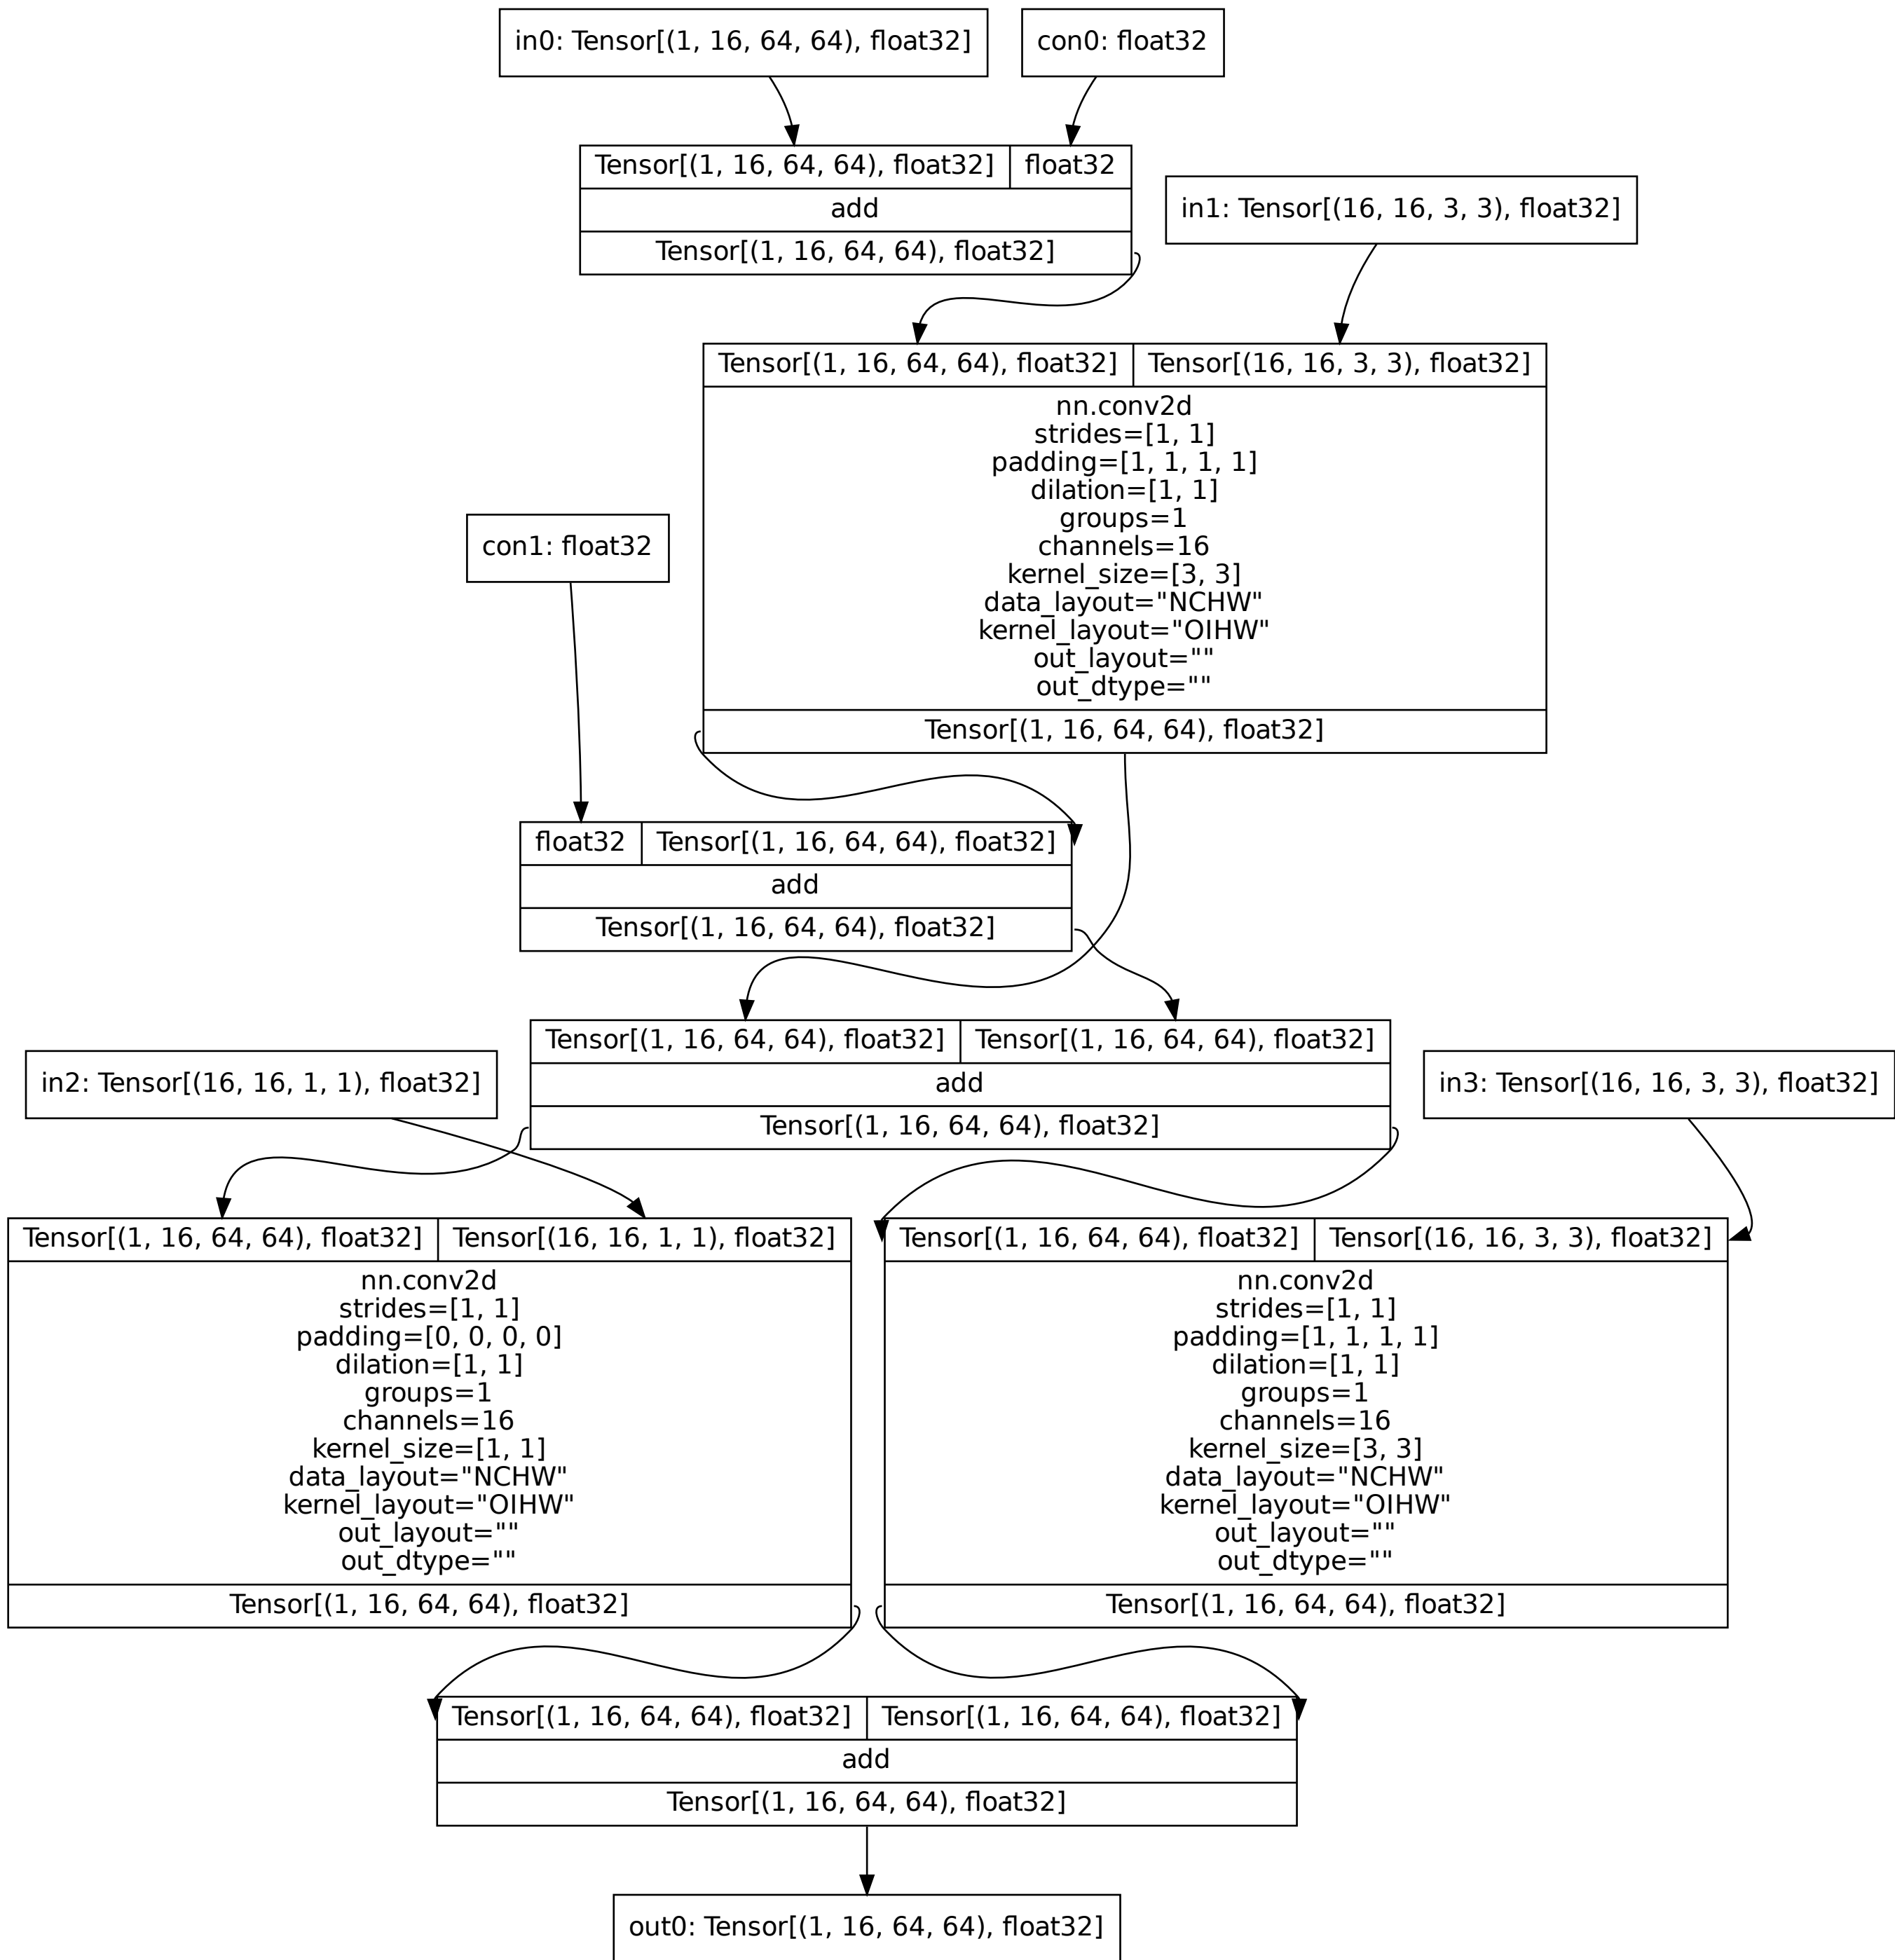 in0: Tensor[(1, 16, 64, 64), float32]
con0: float32
Tensor[(1, 16, 64, 64), float32]
float32
add
Tensor[(1, 16, 64, 64), float32]
in1: Tensor[(16, 16, 3, 3), float32]
Tensor[(1, 16, 64, 64), float32]
Tensor[(16, 16, 3, 3), float32]
nn.conv2d
strides=[1, 1]
padding=[1, 1, 1, 1]
dilation=[1, 1]
groups=1
channels=16
kernel_size=[3, 3]
data_layout="NCHW"
kernel_layout="OIHW"
out_layout=""
out_dtype=""
Tensor[(1, 16, 64, 64), float32]
con1: float32
float32
Tensor[(1, 16, 64, 64), float32]
add
Tensor[(1, 16, 64, 64), float32]
Tensor[(1, 16, 64, 64), float32]
Tensor[(1, 16, 64, 64), float32]
add
Tensor[(1, 16, 64, 64), float32]
in2: Tensor[(16, 16, 1, 1), float32]
in3: Tensor[(16, 16, 3, 3), float32]
Tensor[(1, 16, 64, 64), float32]
Tensor[(16, 16, 1, 1), float32]
nn.conv2d
strides=[1, 1]
padding=[0, 0, 0, 0]
dilation=[1, 1]
groups=1
channels=16
kernel_size=[1, 1]
data_layout="NCHW"
kernel_layout="OIHW"
out_layout=""
out_dtype=""
Tensor[(1, 16, 64, 64), float32]
Tensor[(1, 16, 64, 64), float32]
Tensor[(16, 16, 3, 3), float32]
nn.conv2d
strides=[1, 1]
padding=[1, 1, 1, 1]
dilation=[1, 1]
groups=1
channels=16
kernel_size=[3, 3]
data_layout="NCHW"
kernel_layout="OIHW"
out_layout=""
out_dtype=""
Tensor[(1, 16, 64, 64), float32]
Tensor[(1, 16, 64, 64), float32]
Tensor[(1, 16, 64, 64), float32]
add
Tensor[(1, 16, 64, 64), float32]
out0: Tensor[(1, 16, 64, 64), float32]